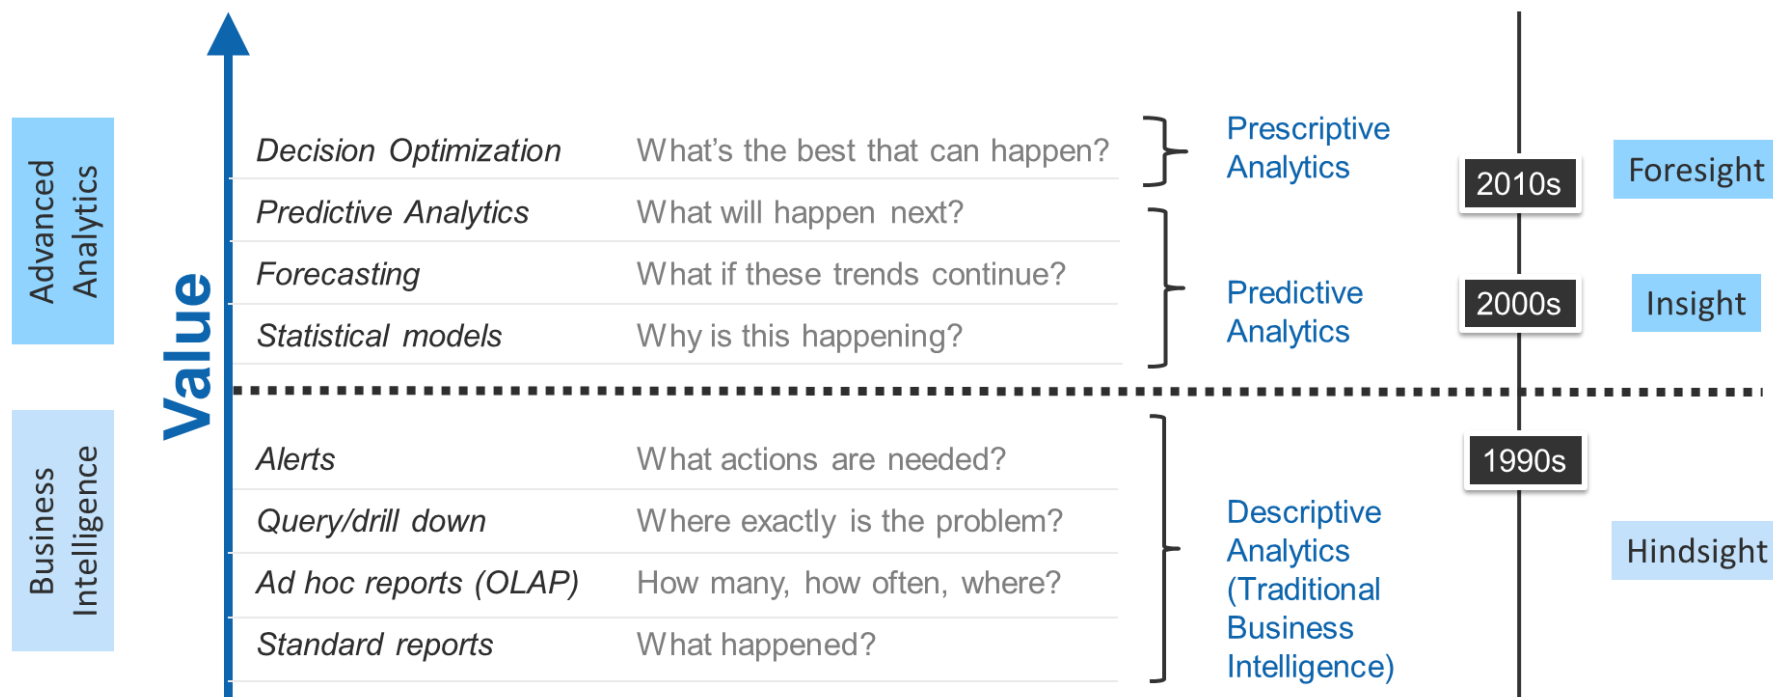 Advanced
Analytics
Business
Intelligence
Value
Decision Optimization What's the best that can happen?
Predictive Analytics What will happen next?
Forecasting What if these trends continue?
Statistical models Why is this happening?
Alerts What actions are needed?
Query/drill down Where exactly is the problem?
Ad hoc reports (OLAP) How many, how often, where?
Standard reports What happened?
Prescriptive
Analytics
Predictive
Analytics
Descriptive
Analytics
(Traditional
Business
Intelligence)
2010s
2000s
1990s
Foresight
Insight
Hindsight